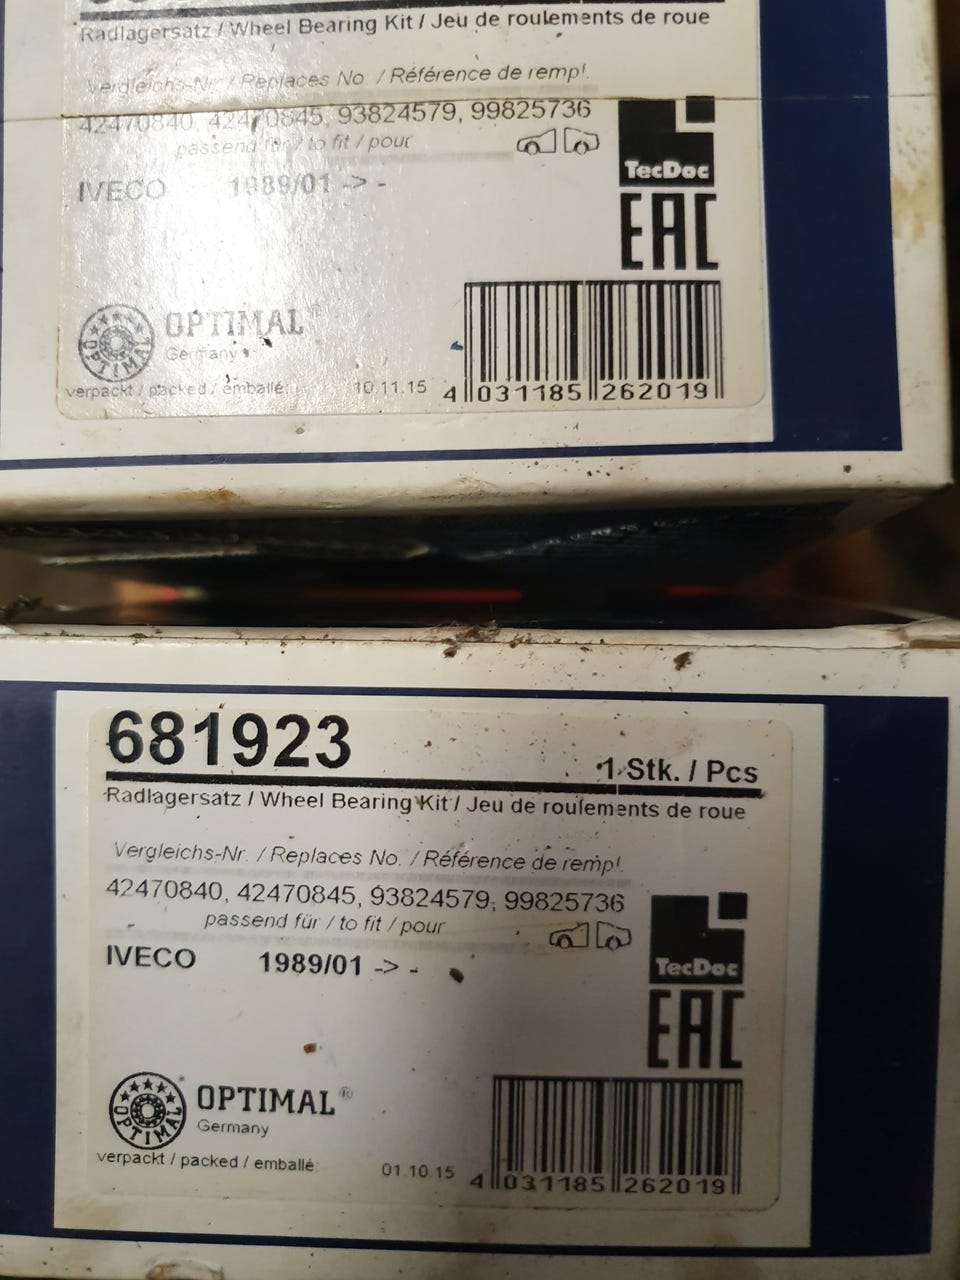 Radlagersatz / Wheel Bearing Kit / Jeu de roulements de roue
Vergleichs-Nr. / Replaces No. / Référence de rempl.
42470840, 42470845, 93824579, 99825736
passend für / to fit / pour
IVECO 1989/01 -> -
TecDoc
EAC
OPTIMAL
OPTIMAL ®
Germany
verpackt / packed / emballé: 10.11.15
4 031185 262019
681923
1 Stk. / Pcs
Radlagersatz / Wheel Bearing Kit / Jeu de roulements de roue
Vergleichs-Nr. / Replaces No. / Référence de rempl.
42470840, 42470845, 93824579, 99825736
passend für / to fit / pour
IVECO 1989/01 -> -
TecDoc
EAC
OPTIMAL
OPTIMAL ®
Germany
verpackt / packed / emballé: 01.10.15
4 031185 262019